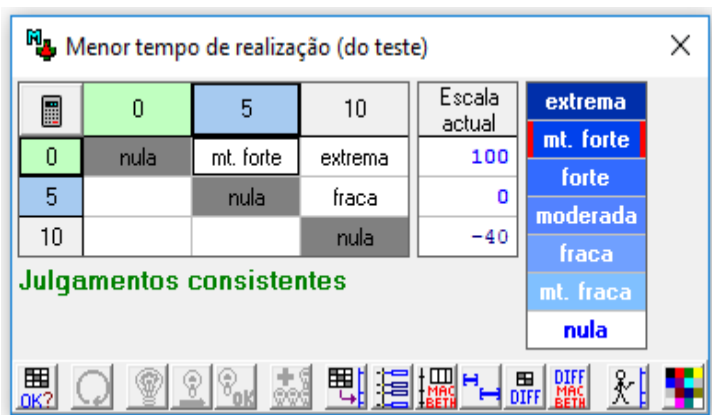 Menor tempo de realização (do teste)
0 5 10 Escala actual
0 nula mt. forte extrema 100
5 nula fraca 0
10 nula -40
extrema
mt. forte
forte
moderada
fraca
mt. fraca
nula
Julgamentos consistentes
OK? OK MAC BETH DIFF DIFF MAC BETH